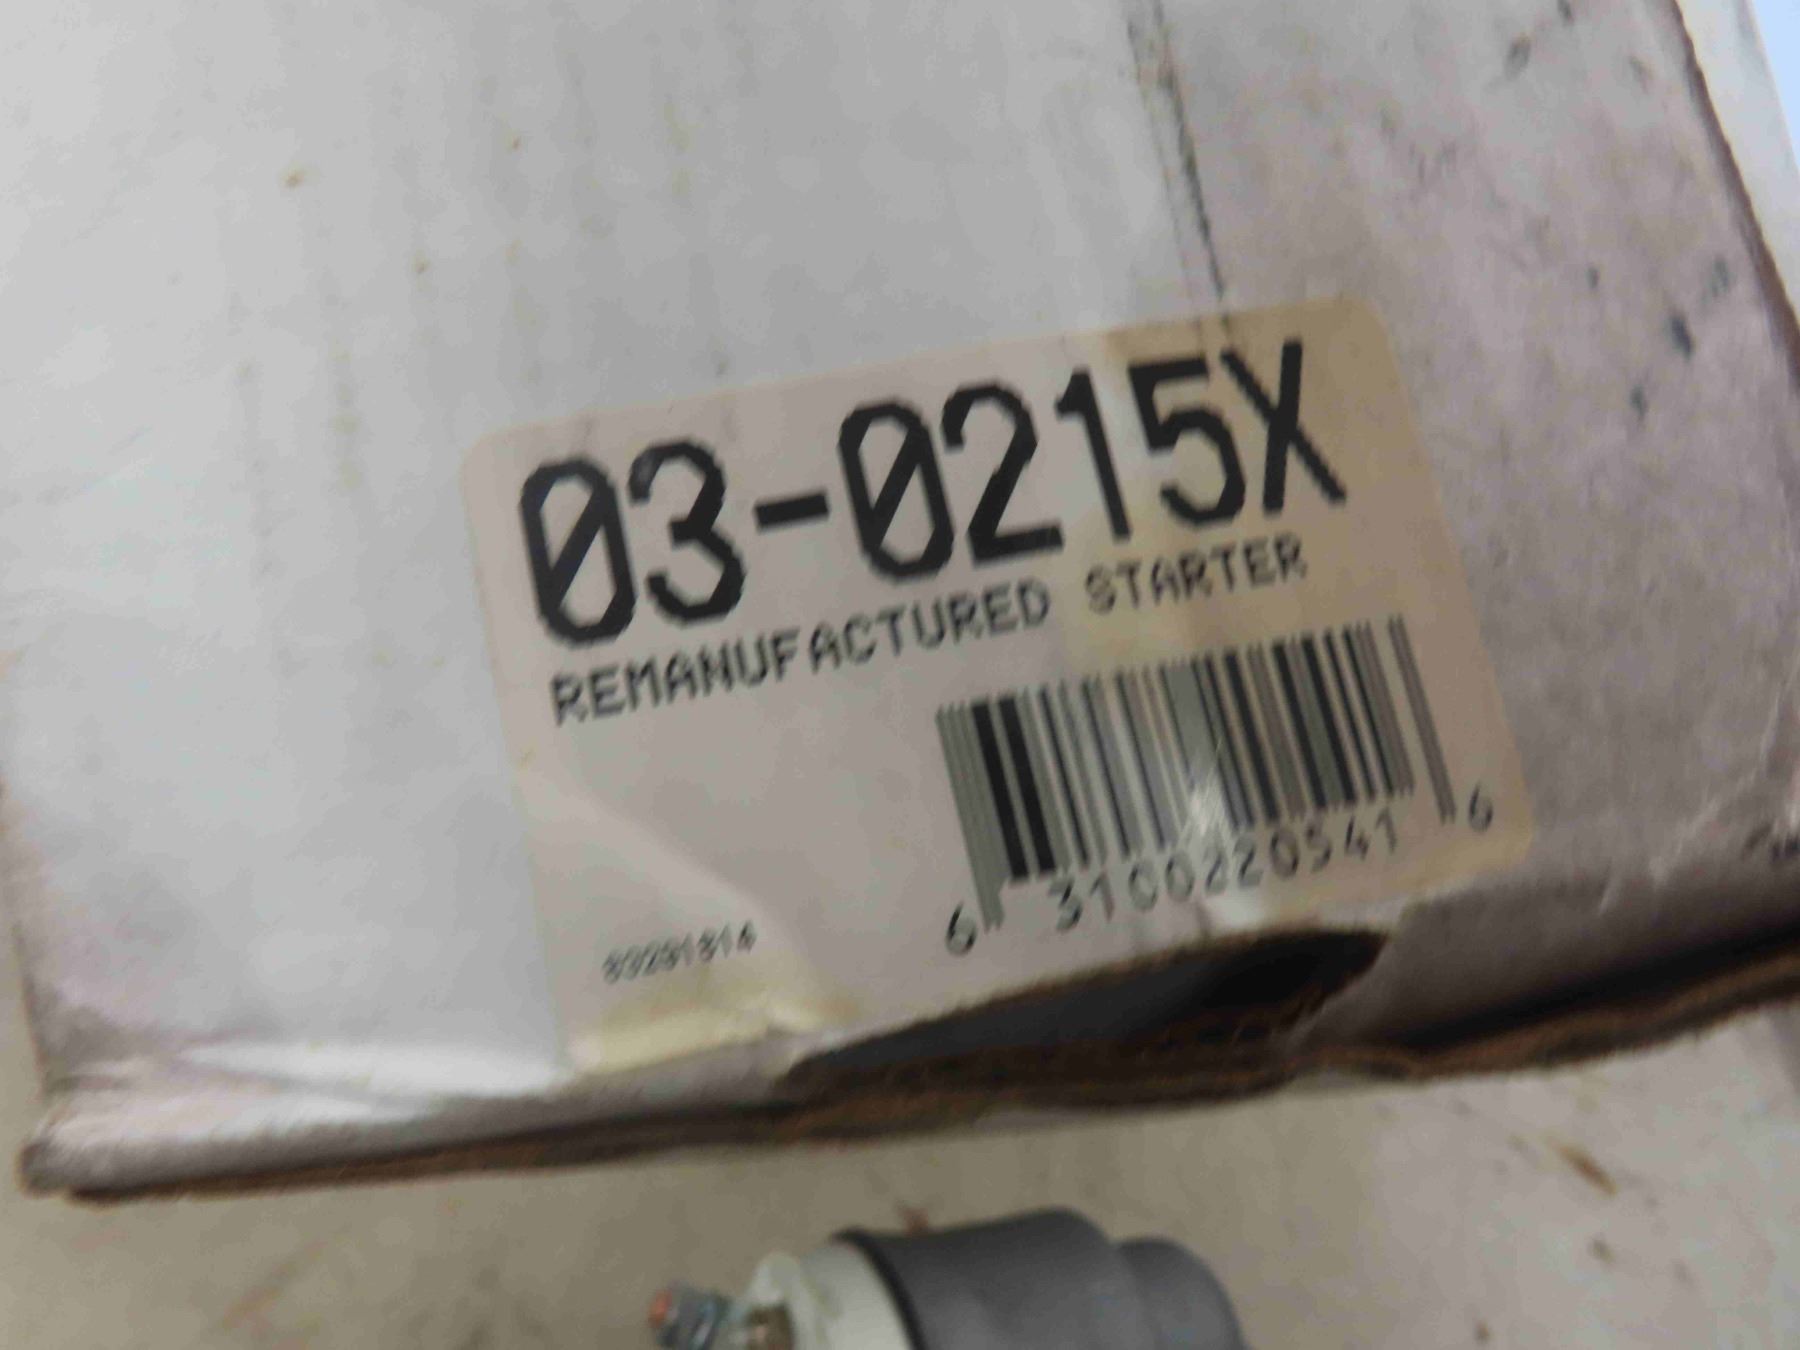 03-0215X
REMANUFACTURED STARTER
6 3100220541 6